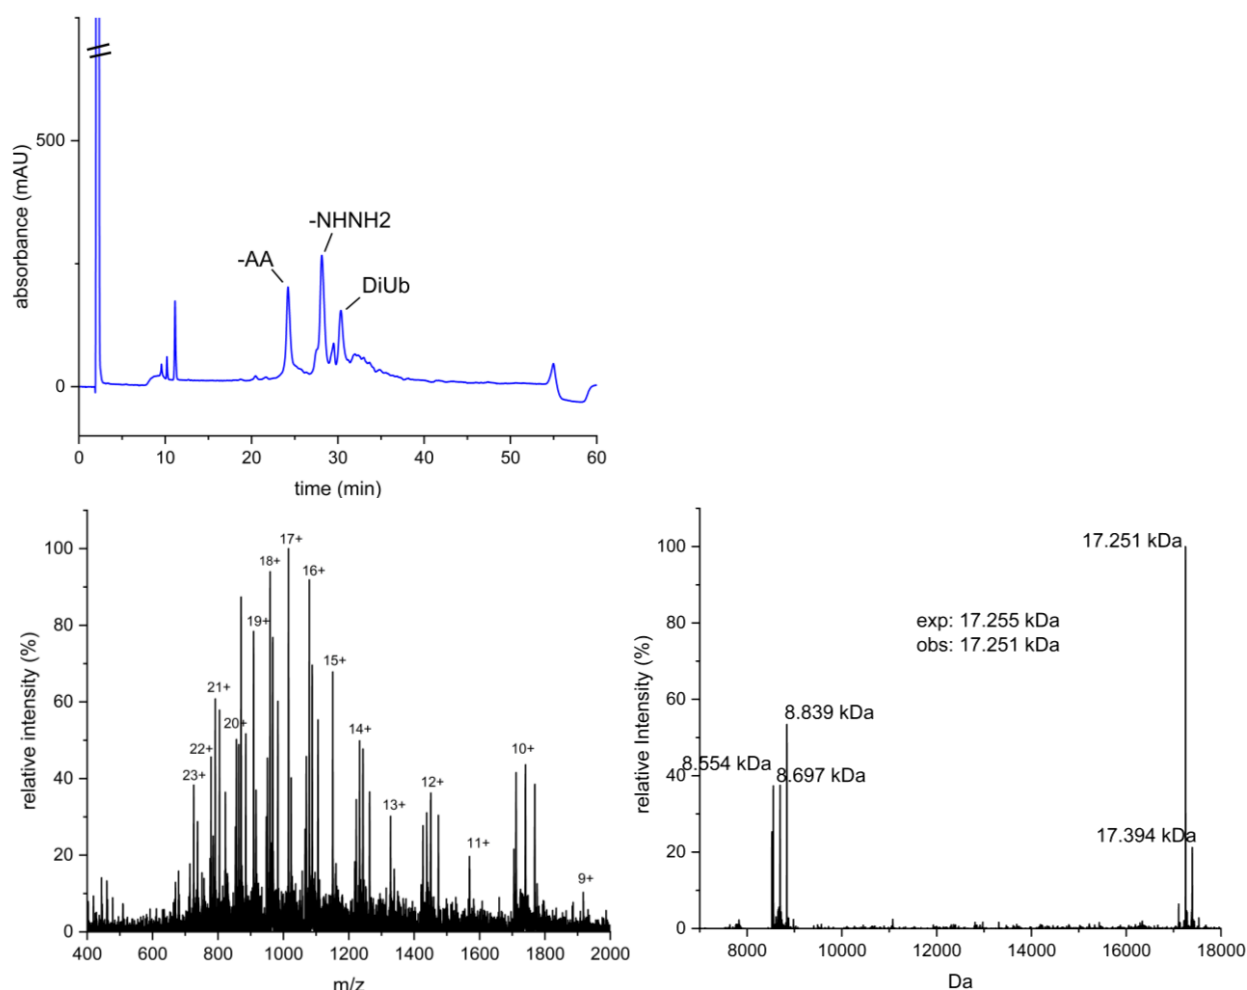 absorbance (mAU)
500
0
-AA
-NHNH2
DiUb
0 10 20 30 40 50 60
time (min)
relative intensity (%)
100
80
60
40
20
0
23+
22+
21+
20+
19+
18+
17+
16+
15+
14+
13+
12+
11+
10+
9+
400 600 800 1000 1200 1400 1600 1800 2000
m/z
relative Intensity (%)
100
80
60
40
20
0
8.554 kDa
8.697 kDa
8.839 kDa
exp: 17.255 kDa
obs: 17.251 kDa
17.251 kDa
17.394 kDa
8000 10000 12000 14000 16000 18000
Da